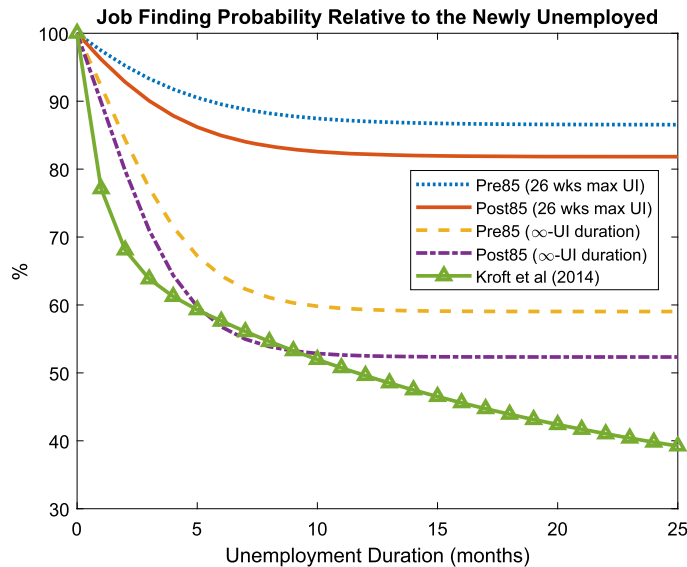 Job Finding Probability Relative to the Newly Unemployed
100
90
80
70
60
50
40
30
%
Pre85 (26 wks max UI)
Post85 (26 wks max UI)
Pre85 (∞-UI duration)
Post85 (∞-UI duration)
Kroft et al (2014)
0 5 10 15 20 25
Unemployment Duration (months)